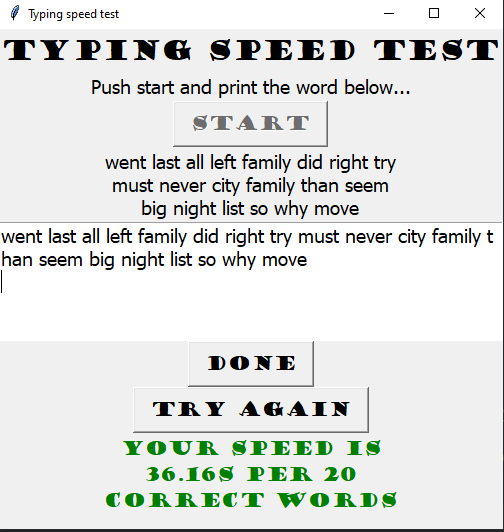 Typing speed test
TYPING SPEED TEST
Push start and print the word below...
START
went last all left family did right try
must never city family than seem
big night list so why move
went last all left family did right try must never city family t
han seem big night list so why move
DONE
TRY AGAIN
YOUR SPEED IS
36.16S PER 20
CORRECT WORDS